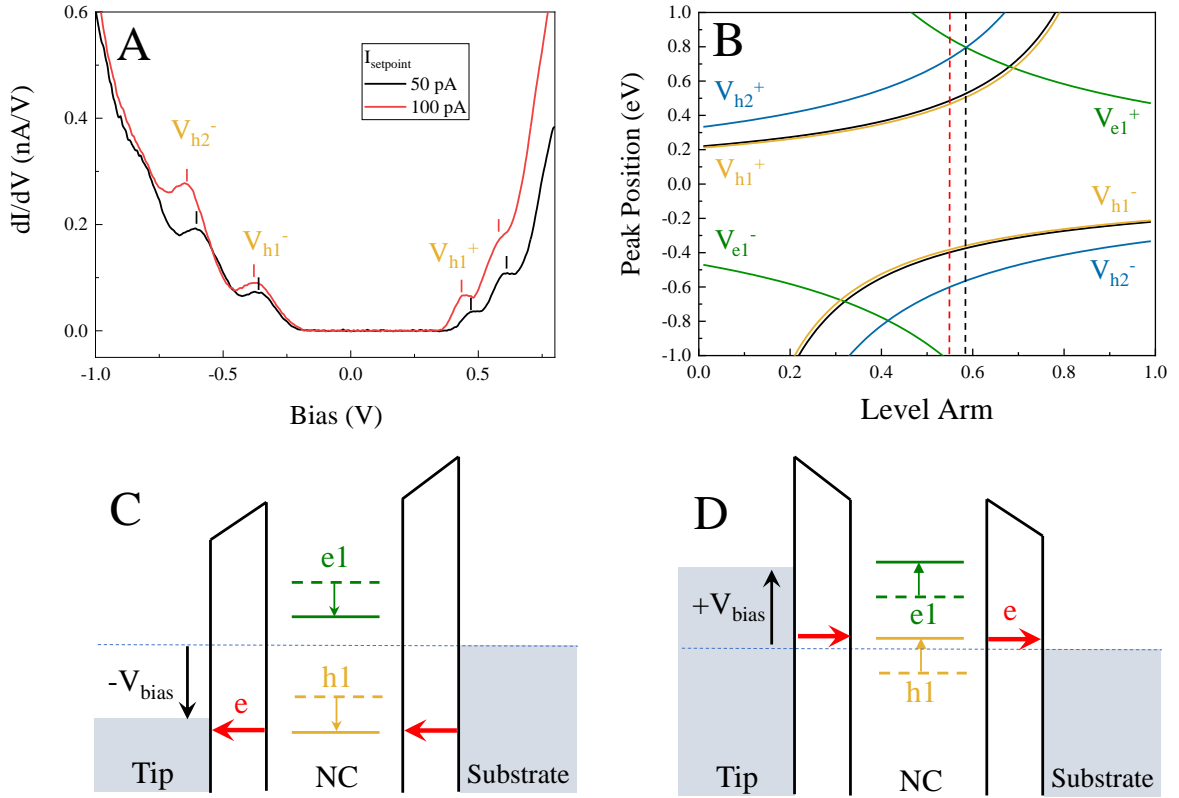 A
I_setpoint
50 pA
100 pA
V_h2^-
V_h1^-
V_h1^+
dI/dV (nA/V)
0.6
0.4
0.2
0.0
-1.0
-0.5
0.0
0.5
Bias (V)
B
V_h2^+
V_e1^+
V_h1^+
V_h1^-
V_e1^-
V_h2^-
Peak Position (eV)
1.0
0.8
0.6
0.4
0.2
0.0
-0.2
-0.4
-0.6
-0.8
-1.0
0.0
0.2
0.4
0.6
0.8
1.0
Level Arm
C
e1
h1
-V_bias
e
Tip
NC
Substrate
D
+V_bias
e1
e
h1
Tip
NC
Substrate